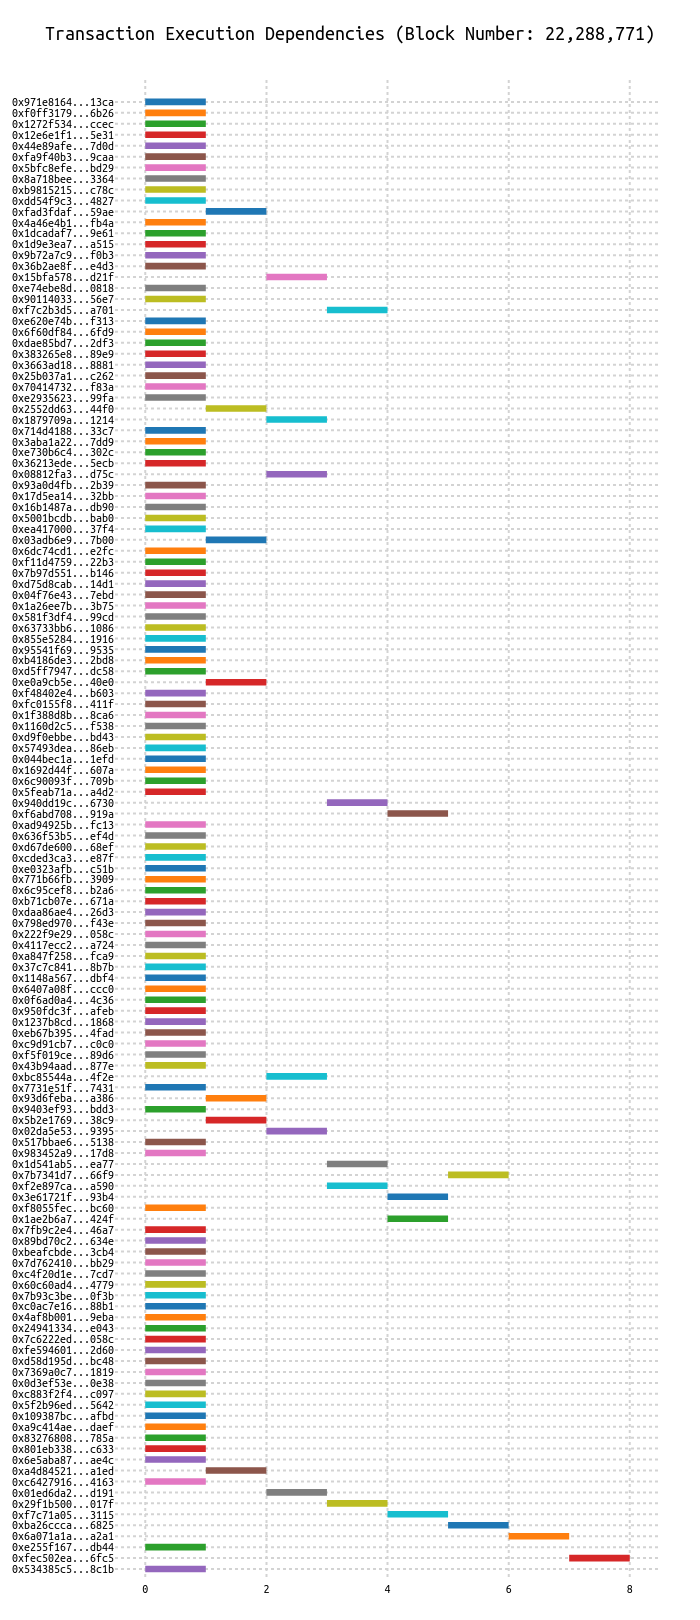 Transaction Execution Dependencies (Block Number: 22,288,771)
0x971e8164...13ca
0xf0ff3179...6b26
0x1272f534...ccec
0x12e6e1f1...5e31
0x44e89afe...7d0d
0xfa9f40b3...9caa
0x5bfc8efe...bd29
0x8a718bee...3364
0xb9815215...c78c
0xdd54f9c3...4827
0xfad3fdaf...59ae
0x4a46e4b1...fb4a
0x1dcadaf7...9e61
0x1d9e3ea7...a515
0x9b72a7c9...f0b3
0x36b2ae8f...e4d3
0x15bfa578...d21f
0xe74ebe8d...0818
0x90114033...56e7
0xf7c2b3d5...a701
0xe620e74b...f313
0x6f60df84...6fd9
0xdae85bd7...2df3
0x383265e8...89e9
0x3663ad18...8881
0x25b037a1...c262
0x70414732...f83a
0xe2935623...99fa
0x2552dd63...44f0
0x1879709a...1214
0x714d4188...33c7
0x3aba1a22...7dd9
0xe730b6c4...302c
0x36213ede...5ecb
0x08812fa3...d75c
0x93a0d4fb...2b39
0x17d5ea14...32bb
0x16b1487a...db90
0x5001bcdb...bab0
0xea417000...37f4
0x03adb6e9...7b00
0x6dc74cd1...e2fc
0xf11d4759...22b3
0x7b97d551...b146
0xd75d8cab...14d1
0x04f76e43...7ebd
0x1a26ee7b...3b75
0x581f3df4...99cd
0x63733bb6...1086
0x855e5284...1916
0x95541f69...9535
0xb4186de3...2bd8
0xd5ff7947...dc58
0xe0a9cb5e...40e0
0xf48402e4...b603
0xfc0155f8...411f
0x1f388d8b...8ca6
0x1160d2c5...f538
0xd9f0ebbe...bd43
0x57493dea...86eb
0x044bec1a...1efd
0x1692d44f...607a
0x6c90093f...709b
0x5feab71a...a4d2
0x940dd19c...6730
0xf6abd708...919a
0xad94925b...fc13
0x636f53b5...ef4d
0xd67de600...68ef
0xcded3ca3...e87f
0xe0323afb...c51b
0x771b66fb...3909
0x6c95cef8...b2a6
0xb71cb07e...671a
0xdaa86ae4...26d3
0x798ed970...f43e
0x222f9e29...058c
0x4117ecc2...a724
0xa847f258...fca9
0x37c7c841...8b7b
0x1148a567...dbf4
0x6407a08f...ccc0
0x0f6ad0a4...4c36
0x950fdc3f...afeb
0x1237b8cd...1868
0xeb67b395...4fad
0xc9d91cb7...c0c0
0xf5f019ce...89d6
0x43b94aad...877e
0xbc85544a...4f2e
0x7731e51f...7431
0x93d6feba...a386
0x9403ef93...bdd3
0x5b2e1769...38c9
0x02da5e53...9395
0x517bbae6...5138
0x983452a9...17d8
0x1d541ab5...ea77
0x7b7341d7...66f9
0xf2e897ca...a590
0x3e61721f...93b4
0xf8055fec...bc60
0x1ae2b6a7...424f
0x7fb9c2e4...46a7
0x89bd70c2...634e
0xbeafcbde...3cb4
0x7d762410...bb29
0xc4f20d1e...7cd7
0x60c60ad4...4779
0x7b93c3be...0f3b
0xc0ac7e16...88b1
0x4af8b001...9eba
0x24941334...e043
0x7c6222ed...058c
0xfe594601...2d60
0xd58d195d...bc48
0x7369a0c7...1819
0x0d3ef53e...0e38
0xc883f2f4...c097
0x5f2b96ed...5642
0x109387bc...afbd
0xa9c414ae...daef
0x83276808...785a
0x801eb338...c633
0x6e5aba87...ae4c
0xa4d84521...a1ed
0xc6427916...4163
0x01ed6da2...d191
0x29f1b500...017f
0xf7c71a05...3115
0xba26ccca...6825
0x6a071a1a...a2a1
0xe255f167...db44
0xfec502ea...6fc5
0x534385c5...8c1b
0 2 4 6 8